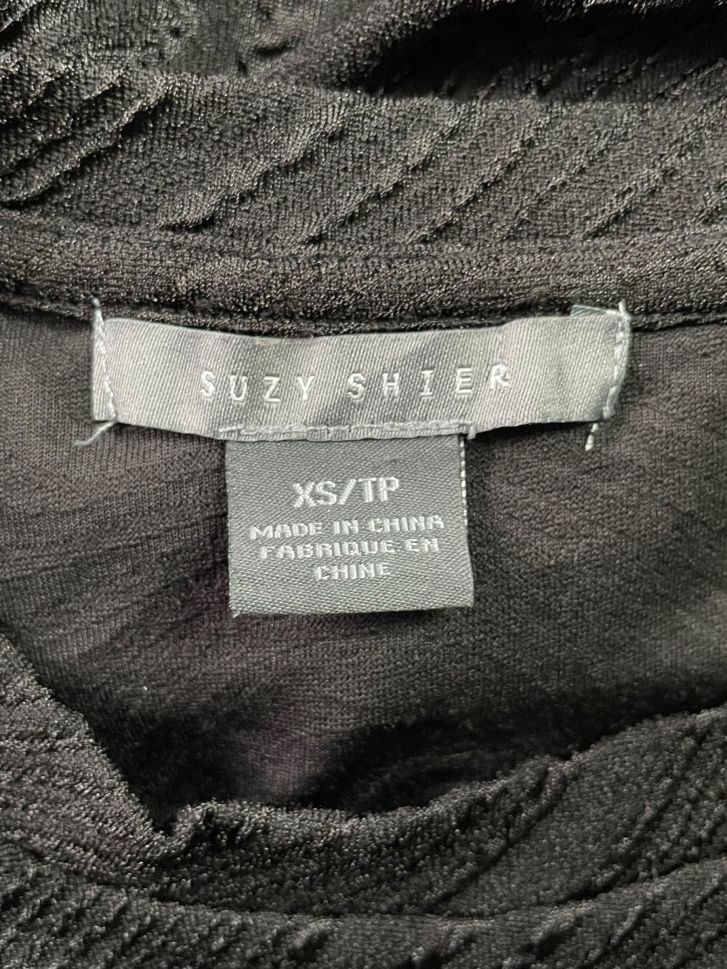 SUZY SHIER
XS/TP
MADE IN CHINA
FABRIQUE EN
CHINE